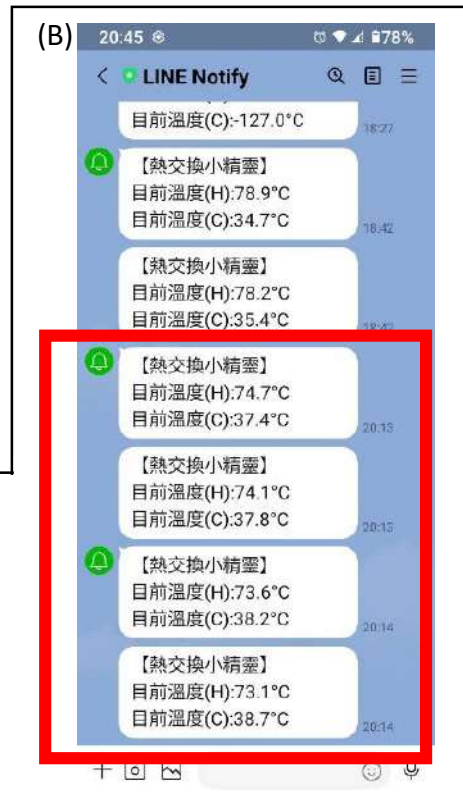 (B)
20:45 78%
LINE Notify
目前溫度(C):-127.0°C
18:27
【熱交換小精靈】
目前溫度(H):78.9°C
目前溫度(C):34.7°C
18:42
【熱交換小精靈】
目前溫度(H):78.2°C
目前溫度(C):35.4°C
【熱交換小精靈】
目前溫度(H):74.7°C
目前溫度(C):37.4°C
20:13
【熱交換小精靈】
目前溫度(H):74.1°C
目前溫度(C):37.8°C
20:13
【熱交換小精靈】
目前溫度(H):73.6°C
目前溫度(C):38.2°C
20:14
【熱交換小精靈】
目前溫度(H):73.1°C
目前溫度(C):38.7°C
20:14